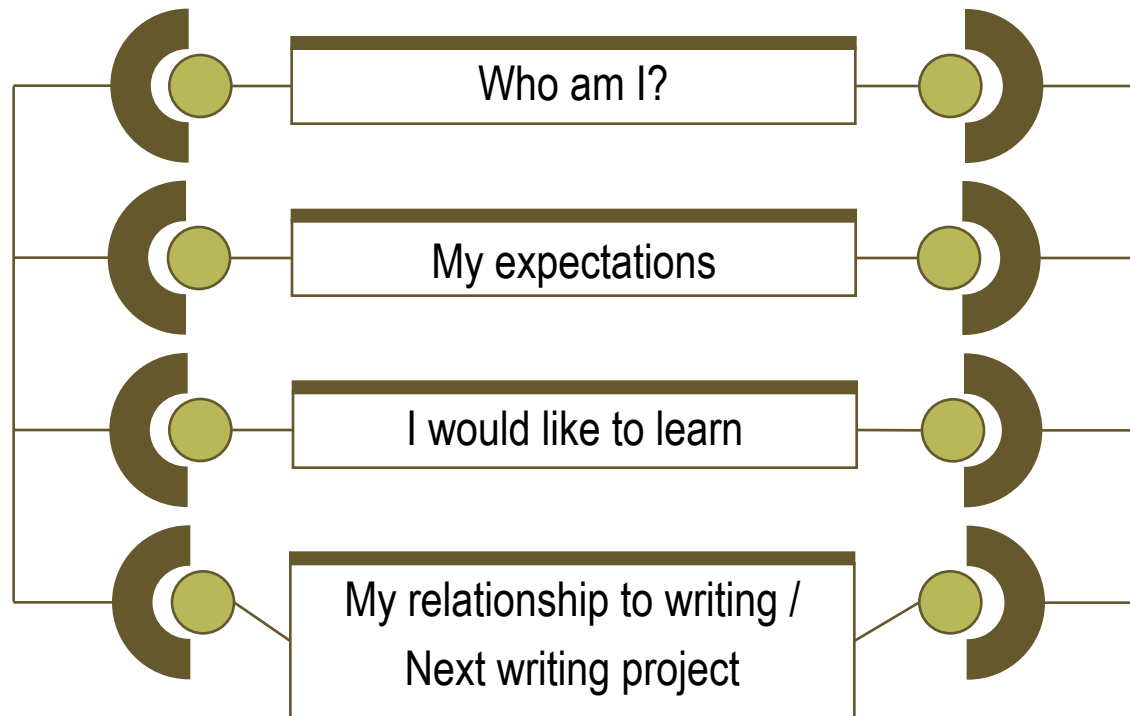 Who am I?
My expectations
I would like to learn
My relationship to writing /
Next writing project